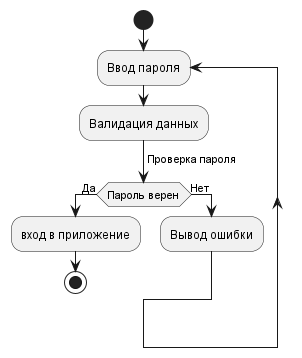 Ввод пароля
Валидация данных
Проверка пароля
Да
Пароль верен
Нет
вход в приложение
Вывод ошибки